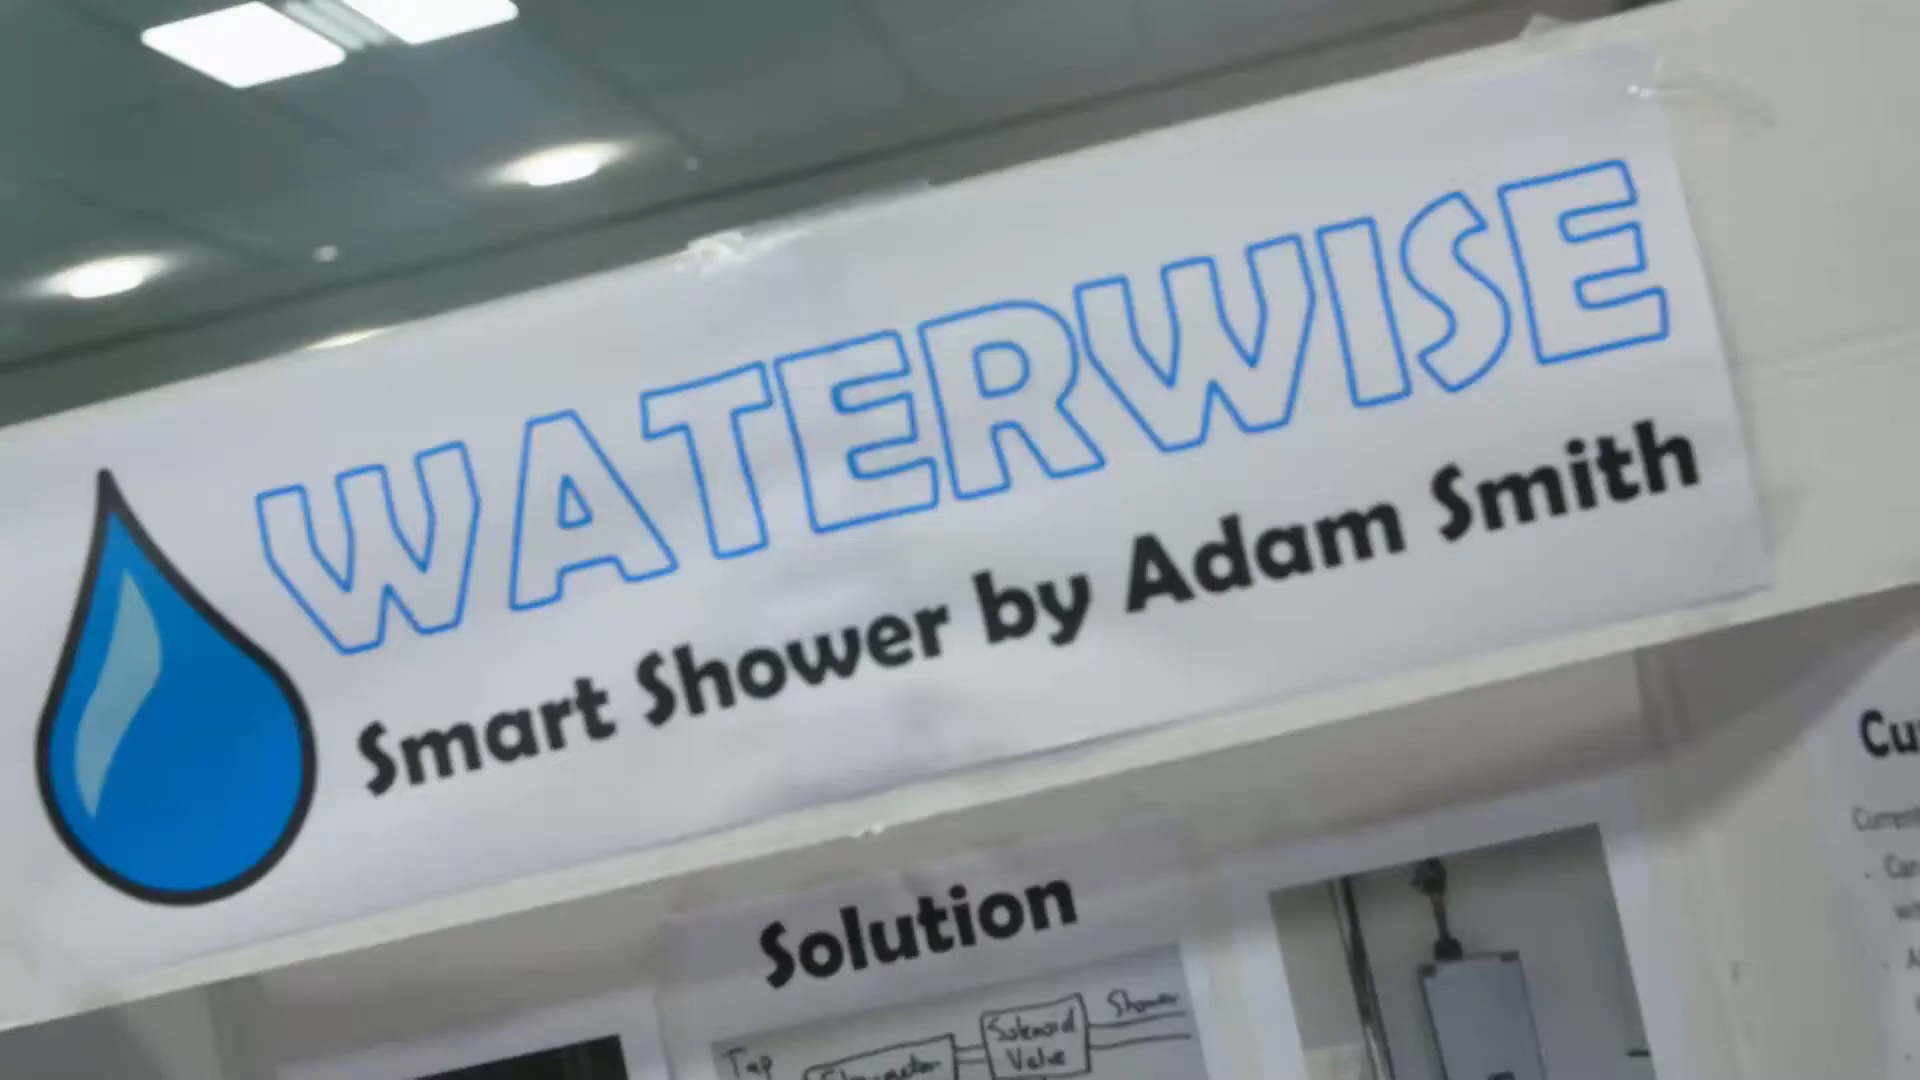 WATERWISE
Smart Shower by Adam Smith
Solution
Tap
Solenoid
Valve
Shower